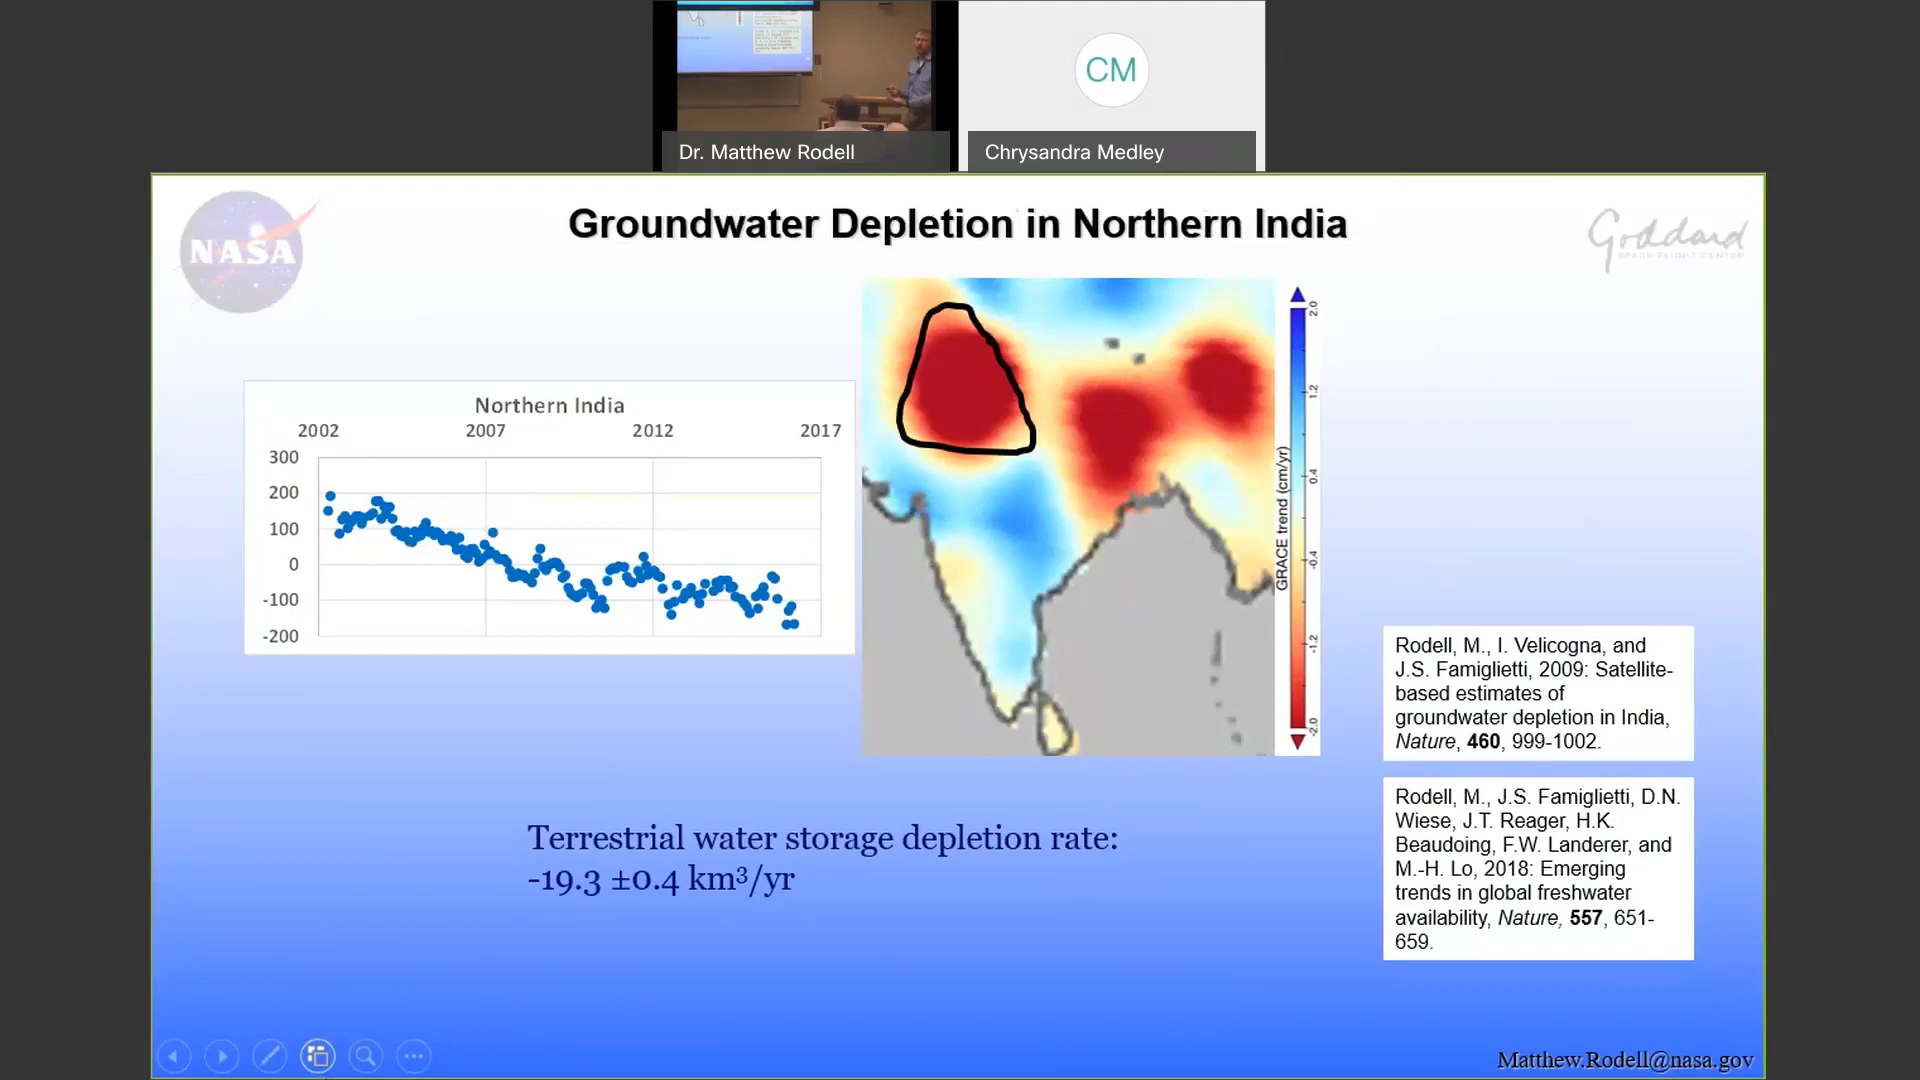 Dr. Matthew Rodell
Chrysandra Medley
CM
NASA
Groundwater Depletion in Northern India
Goddard
SPACE FLIGHT CENTER
Northern India
2002 2007 2012 2017
300
200
100
0
-100
-200
GRACE trend (cm/yr)
2.0
1.2
0.4
-0.4
-1.2
-2.0
Rodell, M., I. Velicogna, and
J.S. Famiglietti, 2009: Satellite-
based estimates of
groundwater depletion in India,
Nature, 460, 999-1002.
Rodell, M., J.S. Famiglietti, D.N.
Wiese, J.T. Reager, H.K.
Beaudoing, F.W. Landerer, and
M.-H. Lo, 2018: Emerging
trends in global freshwater
availability, Nature, 557, 651-
659.
Terrestrial water storage depletion rate:
-19.3 ±0.4 km³/yr
Matthew.Rodell@nasa.gov